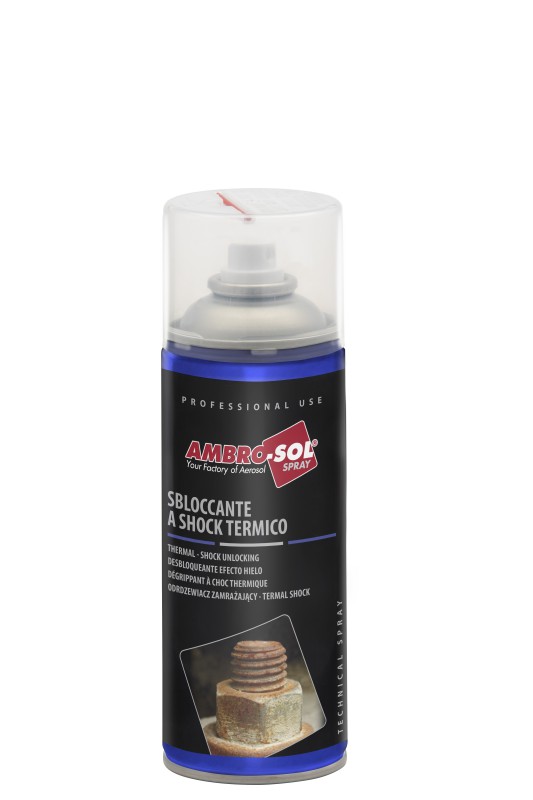 PROFESSIONAL USE
AMBRO-SOL®
Your Factory of Aerosol SPRAY
SBLOCCANTE
A SHOCK TERMICO
THERMAL - SHOCK UNLOCKING
DESBLOQUEANTE EFECTO HIELO
DÉGRIPPANT À CHOC THERMIQUE
ODRDZEWIACZ ZAMRAŻAJĄCY - TERMAL SHOCK
TECHNICAL SPRAY